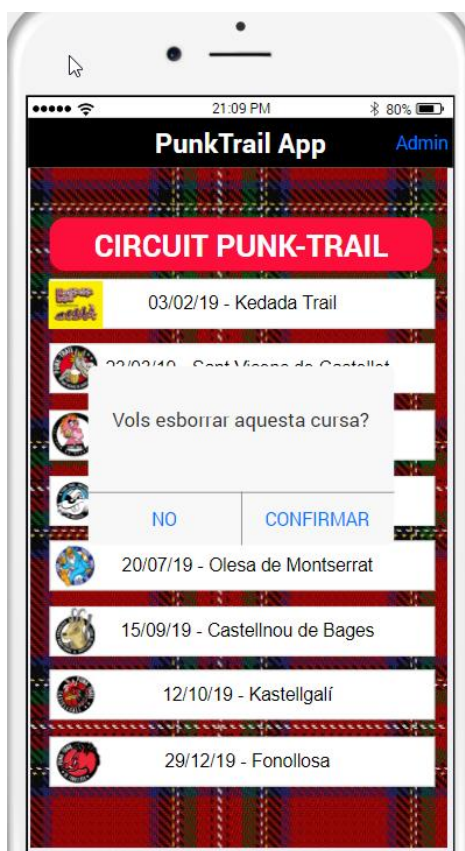 21:09 PM
80%
PunkTrail App
Admin
CIRCUIT PUNK-TRAIL
03/02/19 - Kedada Trail
Vols esborrar aquesta cursa?
NO
CONFIRMAR
20/07/19 - Olesa de Montserrat
15/09/19 - Castellnou de Bages
12/10/19 - Kastellgalí
29/12/19 - Fonollosa